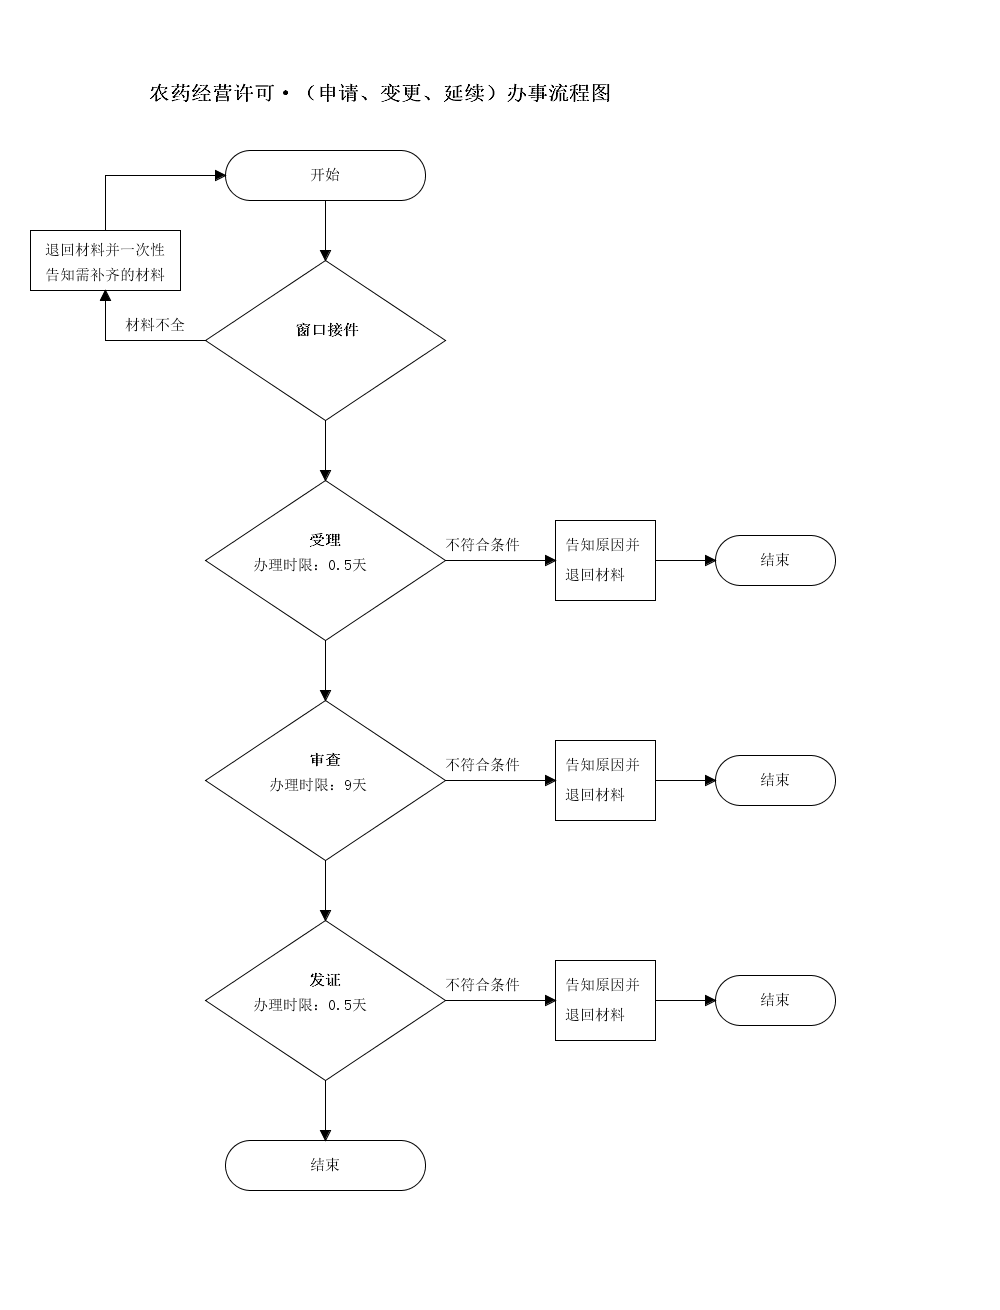 农药经营许可·（申请、变更、延续）办事流程图
开始
退回材料并一次性
告知需补齐的材料
材料不全
窗口接件
受理
办理时限：0.5天
不符合条件
告知原因并
退回材料
结束
审查
办理时限：9天
不符合条件
告知原因并
退回材料
结束
发证
办理时限：0.5天
不符合条件
告知原因并
退回材料
结束
结束